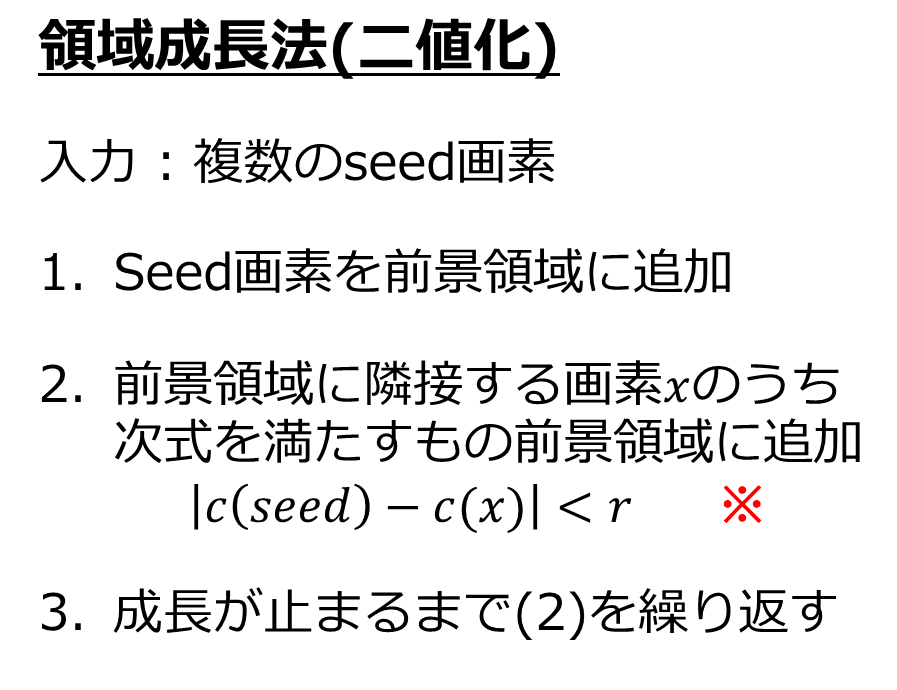 領域成長法(二値化)
入力 : 複数のseed画素
1. Seed画素を前景領域に追加
2. 前景領域に隣接する画素xのうち
次式を満たすもの前景領域に追加
|c(seed) − c(x)| < r ※
3. 成長が止まるまで(2)を繰り返す